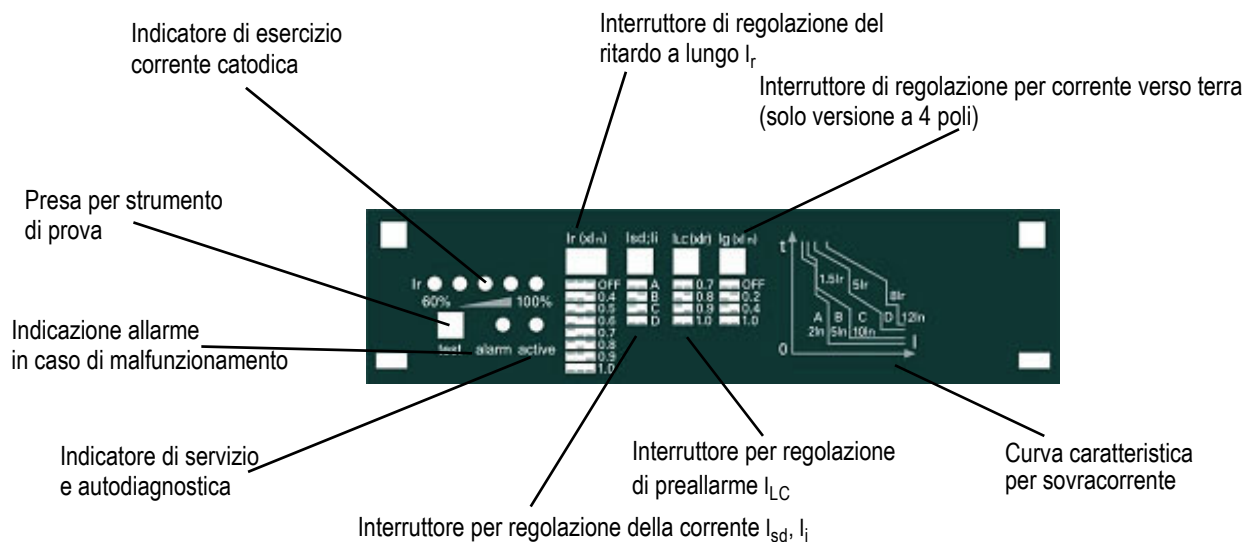 Indicatore di esercizio
corrente catodica
Interruttore di regolazione del
ritardo a lungo Ir
Interruttore di regolazione per corrente verso terra
(solo versione a 4 poli)
Presa per strumento
di prova
Ir (xIn) Isd;Ii ILc (xIr) Ig (xIn)
Ir
60% 100%
test alarm active
OFF
0.4
0.5
0.6
0.7
0.8
0.9
1.0
A
B
C
D
0.7
0.8
0.9
1.0
OFF
0.2
0.4
1.0
t
1.5Ir 5Ir 8Ir
A B C D 12In
2In 5In 10In I
0
Indicazione allarme
in caso di malfunzionamento
Indicatore di servizio
e autodiagnostica
Interruttore per regolazione
di preallarme ILC
Curva caratteristica
per sovracorrente
Interruttore per regolazione della corrente Isd, Ii